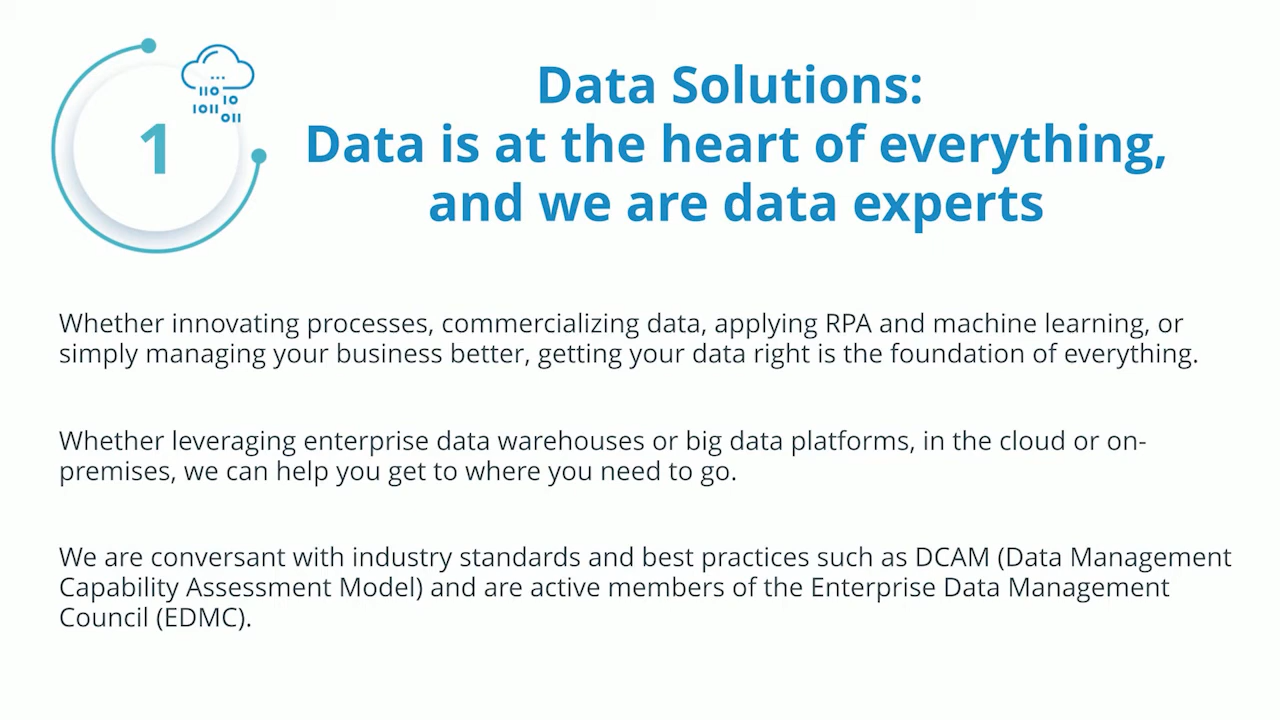 1
...
110
10
1011
011
Data Solutions:
Data is at the heart of everything,
and we are data experts
Whether innovating processes, commercializing data, applying RPA and machine learning, or
simply managing your business better, getting your data right is the foundation of everything.
Whether leveraging enterprise data warehouses or big data platforms, in the cloud or on-
premises, we can help you get to where you need to go.
We are conversant with industry standards and best practices such as DCAM (Data Management
Capability Assessment Model) and are active members of the Enterprise Data Management
Council (EDMC).